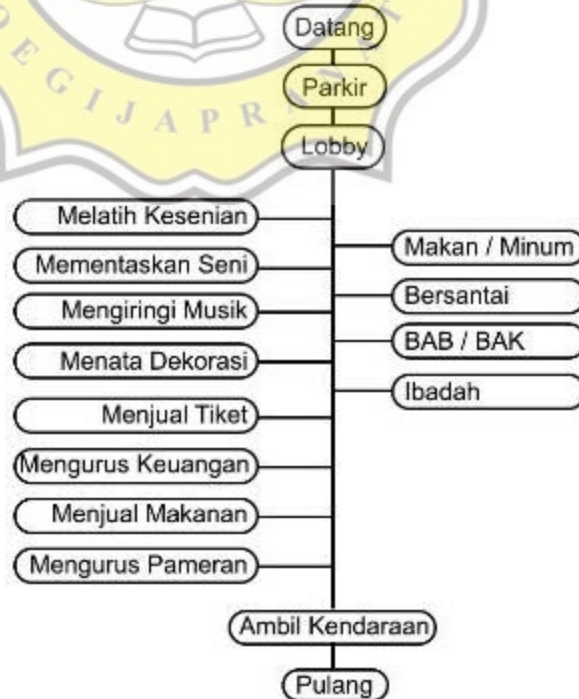 OEGIJAPRANAT
Datang
Parkir
Lobby
Melatih Kesenian
Mementaskan Seni
Mengiringi Musik
Menata Dekorasi
Menjual Tiket
Mengurus Keuangan
Menjual Makanan
Mengurus Pameran
Makan / Minum
Bersantai
BAB / BAK
Ibadah
Ambil Kendaraan
Pulang